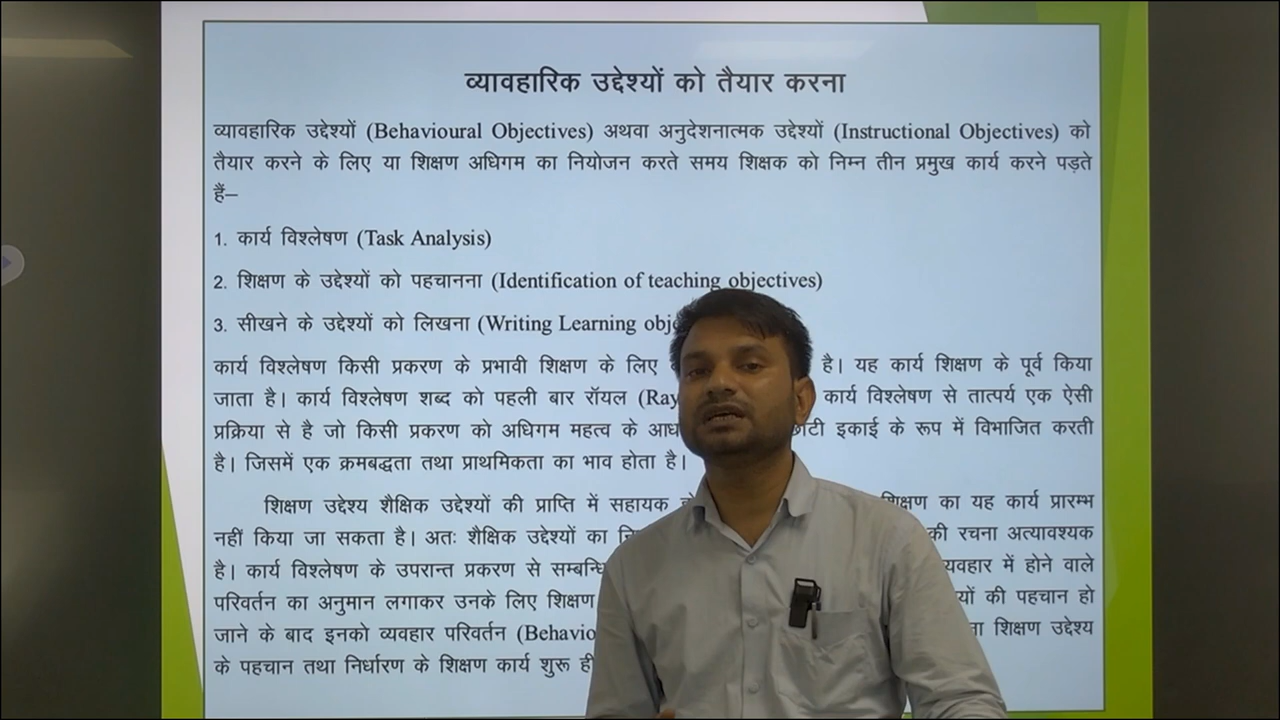 व्यावहारिक उद्देश्यों को तैयार करना
व्यावहारिक उद्देश्यों (Behavioural Objectives) अथवा अनुदेशनात्मक उद्देश्यों (Instructional Objectives) को
तैयार करने के लिए या शिक्षण अधिगम का नियोजन करते समय शिक्षक को निम्न तीन प्रमुख कार्य करने पड़ते
हैं–
1. कार्य विश्लेषण (Task Analysis)
2. शिक्षण के उद्देश्यों को पहचानना (Identification of teaching objectives)
3. सीखने के उद्देश्यों को लिखना (Writing Learning
कार्य विश्लेषण किसी प्रकरण के प्रभावी शिक्षण के लिए है। यह कार्य शिक्षण के पूर्व किया
जाता है। कार्य विश्लेषण शब्द को पहली बार रॉयल कार्य विश्लेषण से तात्पर्य एक ऐसी
प्रक्रिया से है जो किसी प्रकरण को अधिगम महत्व के इकाई के रूप में विभाजित करती
है। जिसमें एक क्रमबद्धता तथा प्राथमिकता का भाव होता है।
शिक्षण उद्देश्य शैक्षिक उद्देश्यों की प्राप्ति में सहायक का यह कार्य प्रारम्भ
नहीं किया जा सकता है। अतः शैक्षिक उद्देश्यों का की रचना अत्यावश्यक
है। कार्य विश्लेषण के उपरान्त प्रकरण से में होने वाले
परिवर्तन का अनुमान लगाकर उनके लिए शिक्षण की पहचान हो
जाने के बाद इनको व्यवहार परिवर्तन शिक्षण उद्देश्य
के पहचान तथा निर्धारण के शिक्षण कार्य शुरू ही